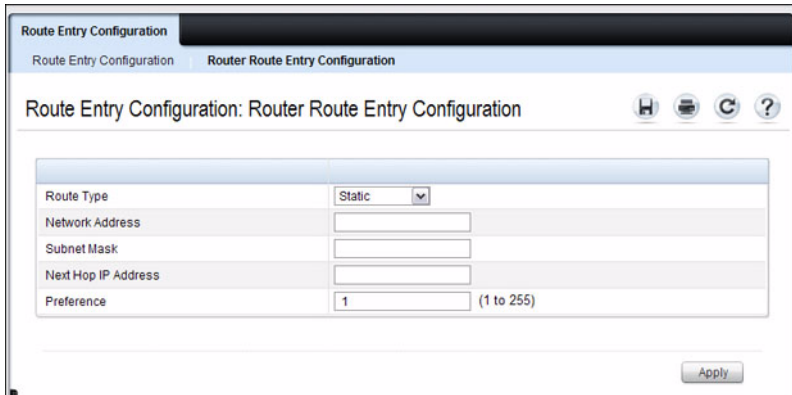 Route Entry Configuration
Route Entry Configuration Router Route Entry Configuration
Route Entry Configuration: Router Route Entry Configuration ?
Route Type Static
Network Address
Subnet Mask
Next Hop IP Address
Preference 1 (1 to 255)
Apply